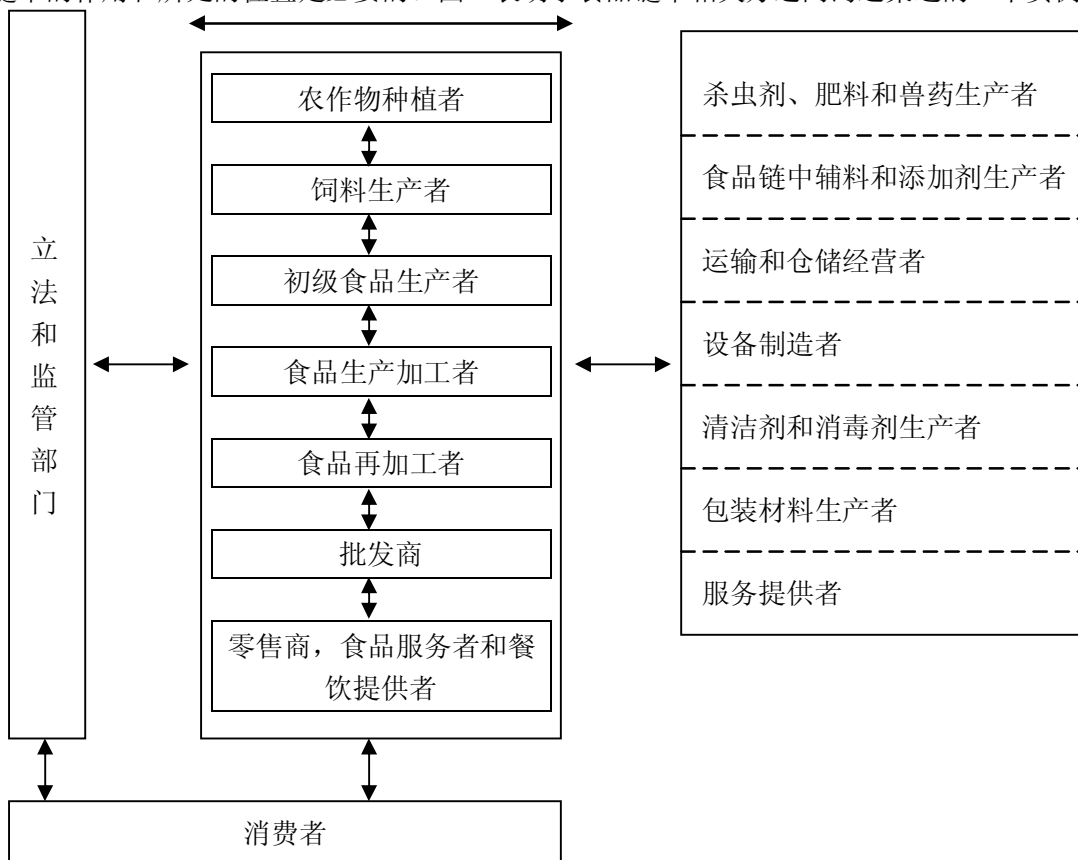 农作物种植者
饲料生产者
初级食品生产者
食品生产加工者
食品再加工者
批发商
零售商，食品服务者和餐
饮提供者
立
法
和
监
管
部
门
杀虫剂、肥料和兽药生产者
食品链中辅料和添加剂生产者
运输和仓储经营者
设备制造者
清洁剂和消毒剂生产者
包装材料生产者
服务提供者
消费者